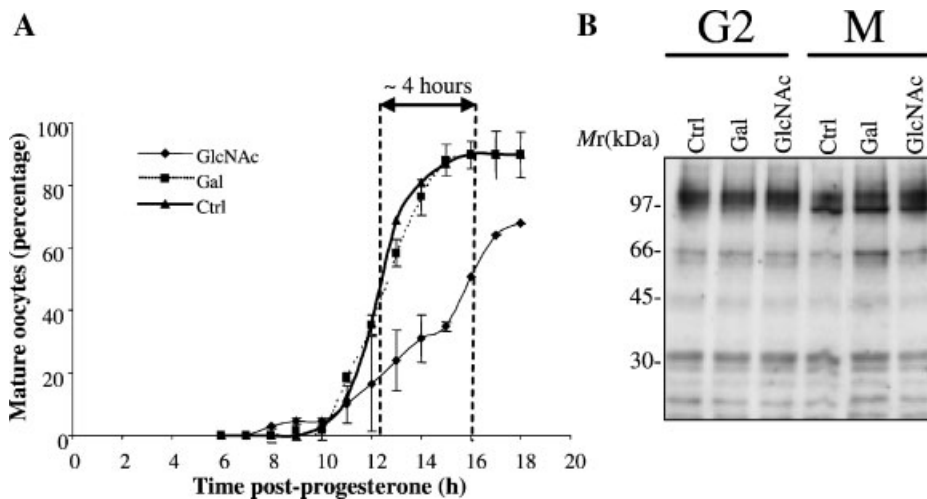 A
~ 4 hours
100
80
60
40
20
0
Mature oocytes (percentage)
GlcNAc
Gal
Ctrl
0 2 4 6 8 10 12 14 16 18 20
Time post-progesterone (h)
B
G2 M
Mr(kDa)
Ctrl Gal GlcNAc Ctrl Gal GlcNAc
97-
66-
45-
30-